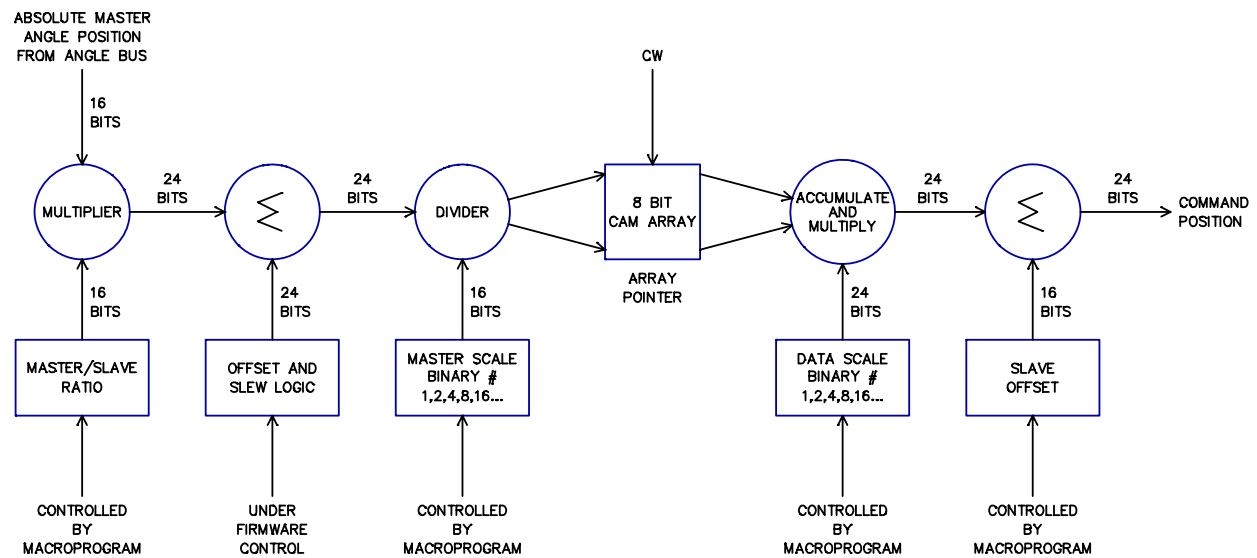 ABSOLUTE MASTER
ANGLE POSITION
FROM ANGLE BUS
CW
16
BITS
MULTIPLIER
24
BITS
24
BITS
DIVIDER
8 BIT
CAM ARRAY
ACCUMULATE
AND
MULTIPLY
24
BITS
24
BITS
COMMAND
POSITION
ARRAY
POINTER
16
BITS
24
BITS
16
BITS
24
BITS
16
BITS
MASTER/SLAVE
RATIO
OFFSET AND
SLEW LOGIC
MASTER SCALE
BINARY #
1,2,4,8,16...
DATA SCALE
BINARY #
1,2,4,8,16...
SLAVE
OFFSET
CONTROLLED
BY
MACROPROGRAM
UNDER
FIRMWARE
CONTROL
CONTROLLED
BY
MACROPROGRAM
CONTROLLED
BY
MACROPROGRAM
CONTROLLED
BY
MACROPROGRAM